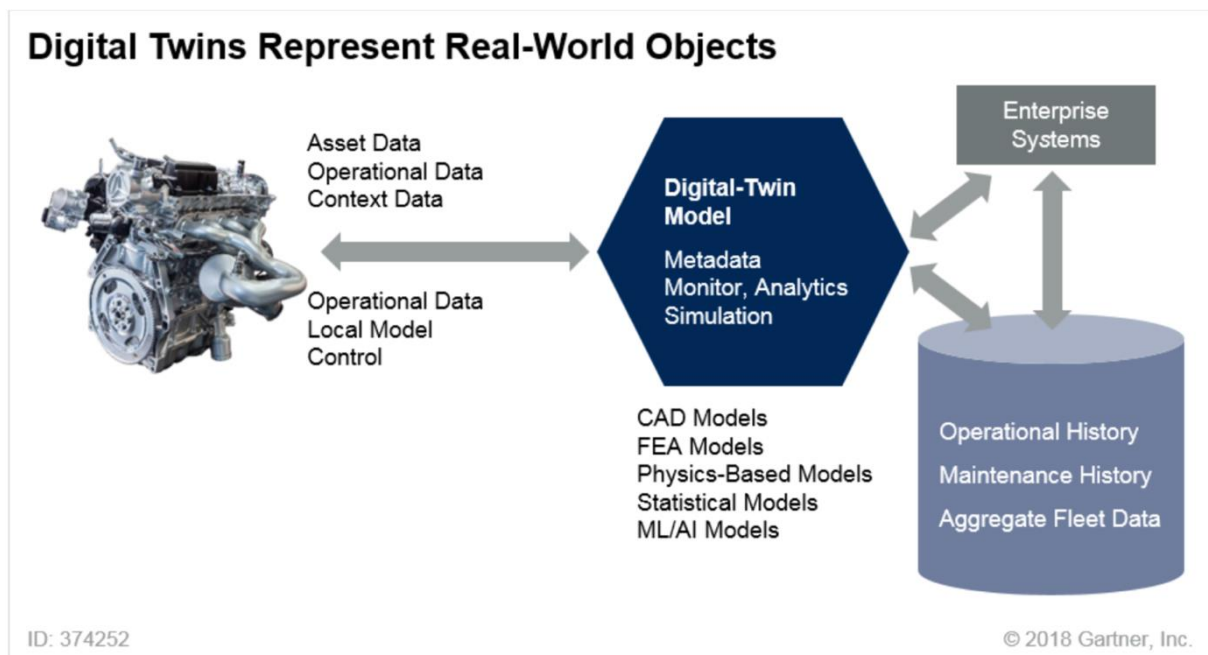 Digital Twins Represent Real-World Objects
Asset Data
Operational Data
Context Data
Operational Data
Local Model
Control
Digital-Twin
Model
Metadata
Monitor, Analytics
Simulation
CAD Models
FEA Models
Physics-Based Models
Statistical Models
ML/AI Models
Enterprise
Systems
Operational History
Maintenance History
Aggregate Fleet Data
ID: 374252
© 2018 Gartner, Inc.